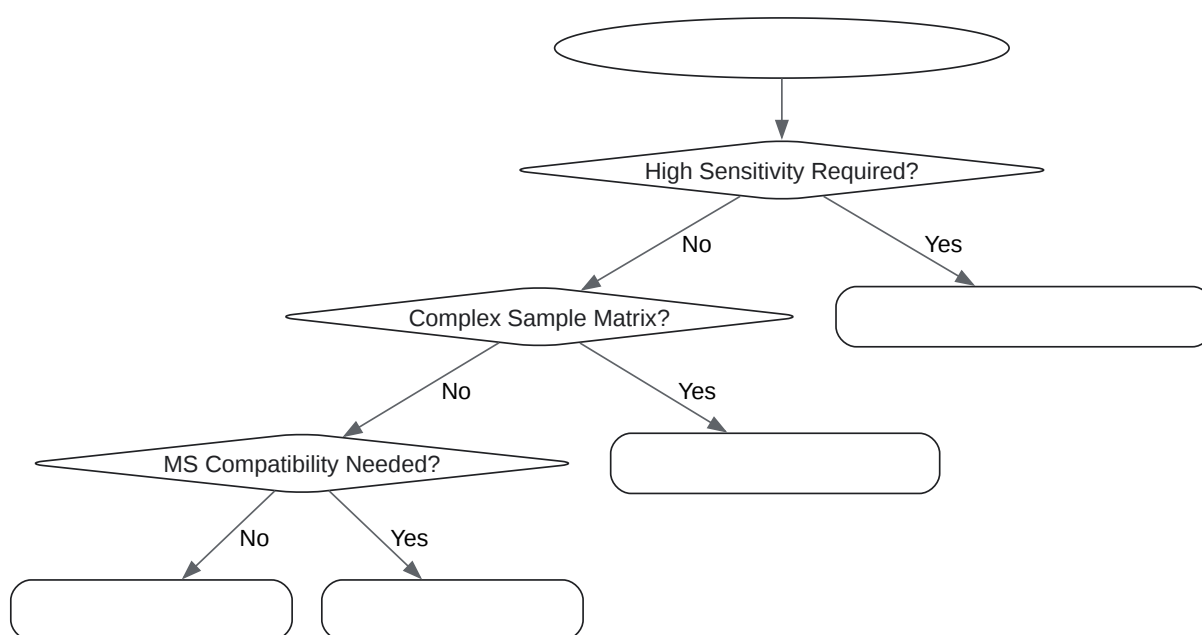 High Sensitivity Required?
No
Yes
Complex Sample Matrix?
No
Yes
MS Compatibility Needed?
No
Yes